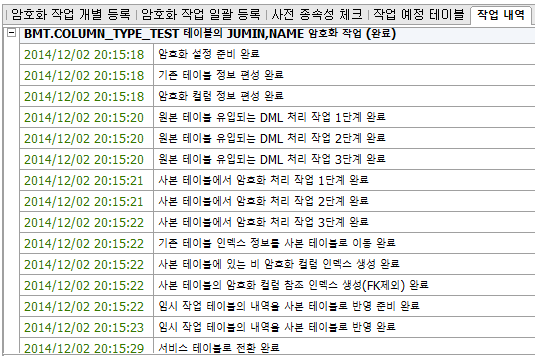 암호화 작업 개별 등록 암호화 작업 일괄 등록 사전 종속성 체크 작업 예정 테이블 작업 내역
BMT.COLUMN_TYPE_TEST 테이블의 JUMIN,NAME 암호화 작업 (완료)
2014/12/02 20:15:18 암호화 설정 준비 완료
2014/12/02 20:15:18 기존 테이블 정보 편성 완료
2014/12/02 20:15:18 암호화 컬럼 정보 편성 완료
2014/12/02 20:15:20 원본 테이블 유입되는 DML 처리 작업 1단계 완료
2014/12/02 20:15:20 원본 테이블 유입되는 DML 처리 작업 2단계 완료
2014/12/02 20:15:20 원본 테이블 유입되는 DML 처리 작업 3단계 완료
2014/12/02 20:15:21 사본 테이블에서 암호화 처리 작업 1단계 완료
2014/12/02 20:15:21 사본 테이블에서 암호화 처리 작업 2단계 완료
2014/12/02 20:15:22 사본 테이블에서 암호화 처리 작업 3단계 완료
2014/12/02 20:15:22 기존 테이블 인덱스 정보를 사본 테이블로 이동 완료
2014/12/02 20:15:22 사본 테이블에 있는 비 암호화 컬럼 인덱스 생성 완료
2014/12/02 20:15:22 사본 테이블의 암호화 컬럼 참조 인덱스 생성(FK제외) 완료
2014/12/02 20:15:22 임시 작업 테이블의 내역을 사본 테이블로 반영 준비 완료
2014/12/02 20:15:23 임시 작업 테이블의 내역을 사본 테이블로 반영 완료
2014/12/02 20:15:29 서비스 테이블로 전환 완료